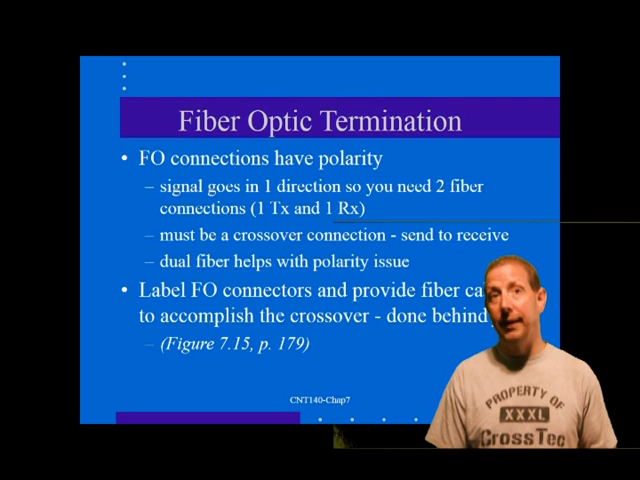 Fiber Optic Termination
• FO connections have polarity
– signal goes in 1 direction so you need 2 fiber
connections (1 Tx and 1 Rx)
– must be a crossover connection - send to receive
– dual fiber helps with polarity issue
• Label FO connectors and provide fiber
to accomplish the crossover - done behind
– (Figure 7.15, p. 179)
CNT140-Chap7
PROPERTY OF
XXXL
CrossTec